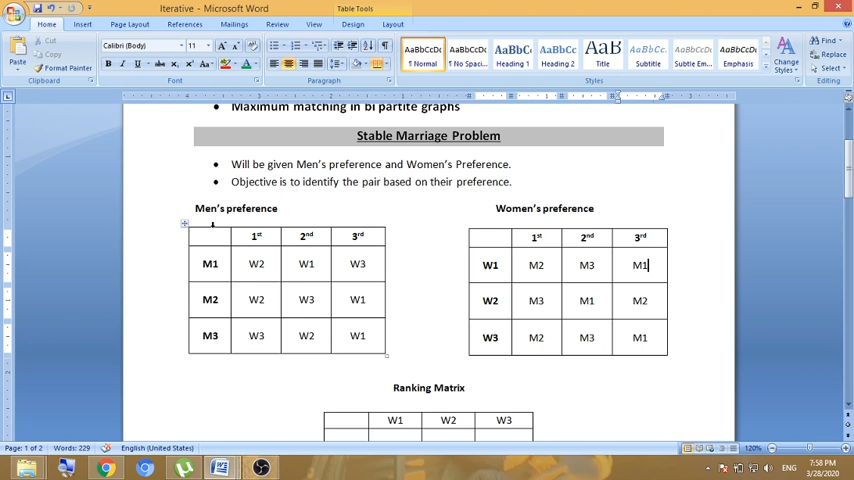 Iterative - Microsoft Word
Table Tools
Home Insert Page Layout References Mailings Review View Design Layout
Paste
Cut
Copy
Format Painter
Clipboard
Calibri (Body) 11
Font
Paragraph
AaBbCcDc AaBbCcDc AaBbC AaBbCc AaB AaBbCc. AaBbCcDc AaBbCcDc
¶ Normal ¶ No Spaci... Heading 1 Heading 2 Title Subtitle Subtle Em... Emphasis
Change Styles
Styles
Find
Replace
Select
Editing
• Maximum matching in bi partite graphs
Stable Marriage Problem
• Will be given Men's preference and Women's Preference.
• Objective is to identify the pair based on their preference.
Men's preference
1st 2nd 3rd
M1 W2 W1 W3
M2 W2 W3 W1
M3 W3 W2 W1
Women's preference
1st 2nd 3rd
W1 M2 M3 M1
W2 M3 M1 M2
W3 M2 M3 M1
Ranking Matrix
W1 W2 W3
Page: 1 of 2 Words: 229 English (United States) 120%
ENG
7:58 PM
3/28/2020